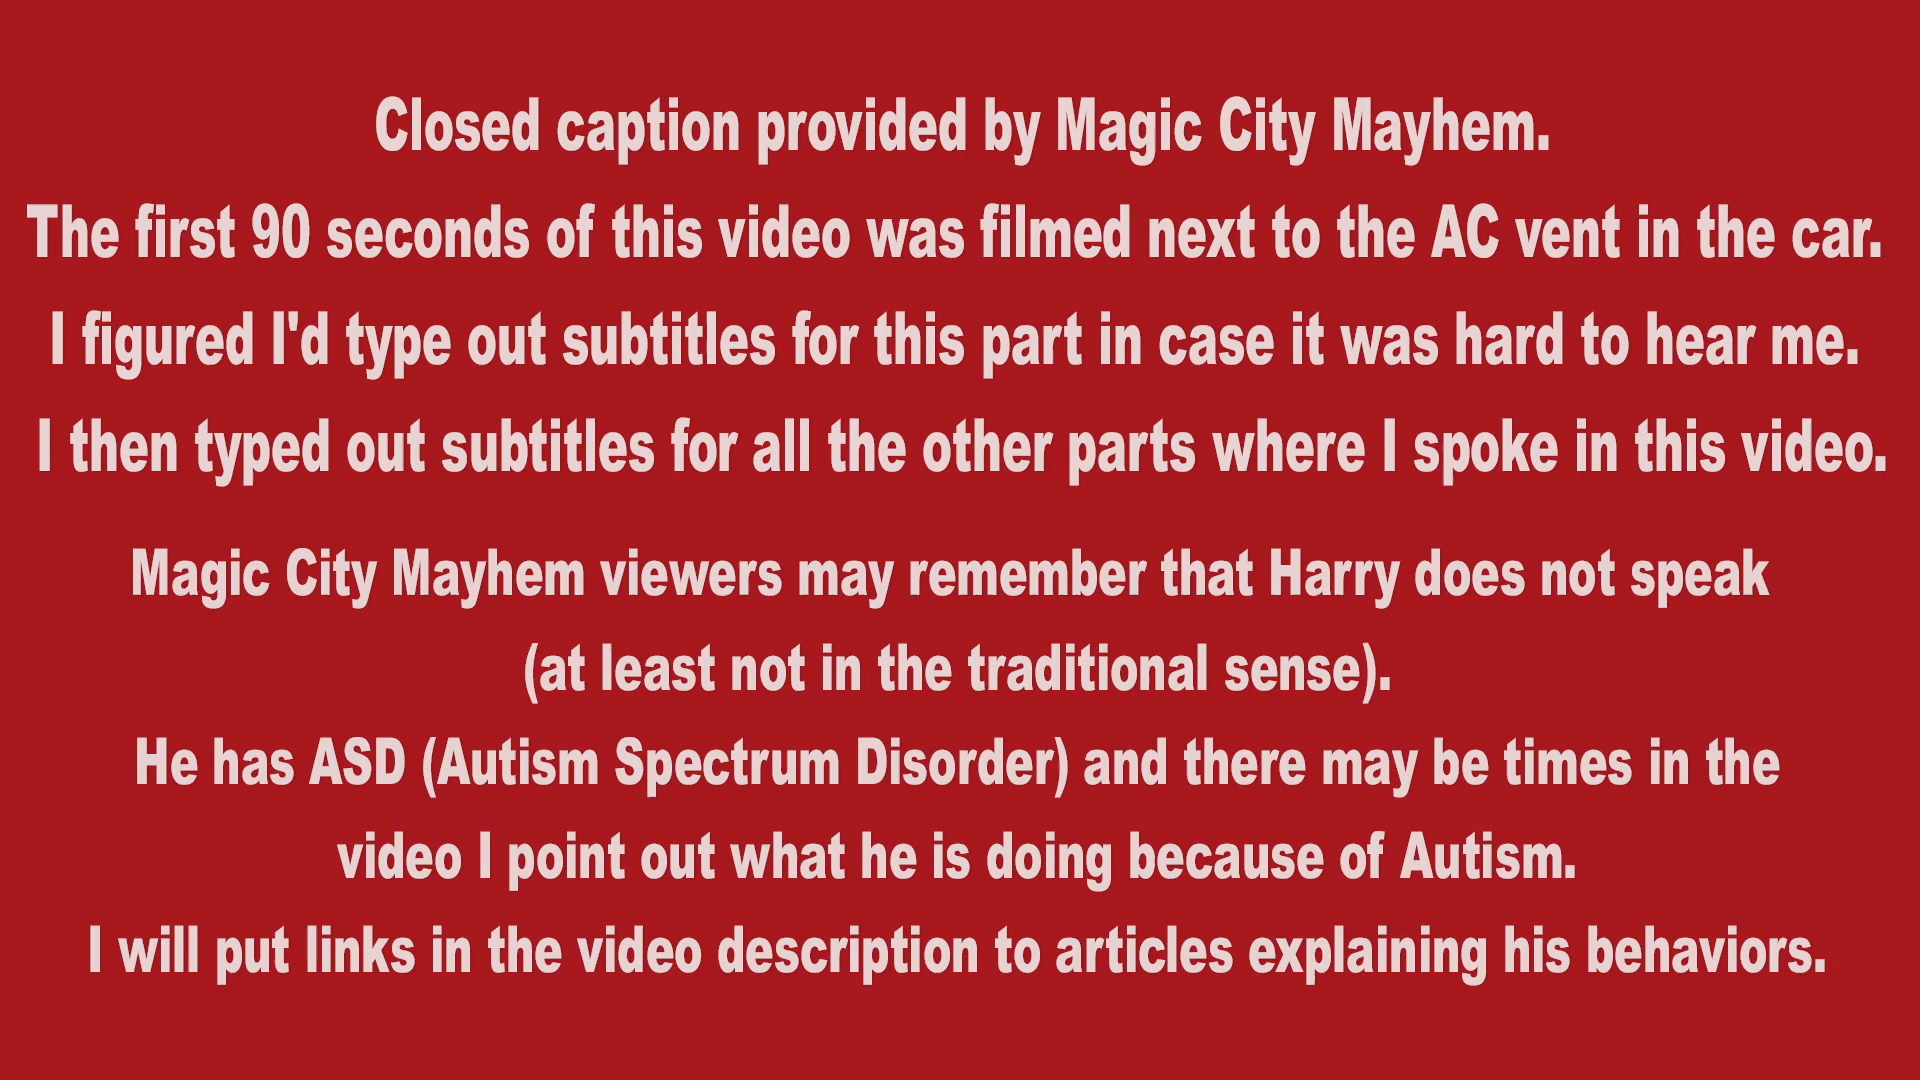 Closed caption provided by Magic City Mayhem.
The first 90 seconds of this video was filmed next to the AC vent in the car.
I figured I'd type out subtitles for this part in case it was hard to hear me.
I then typed out subtitles for all the other parts where I spoke in this video.
Magic City Mayhem viewers may remember that Harry does not speak
(at least not in the traditional sense).
He has ASD (Autism Spectrum Disorder) and there may be times in the
video I point out what he is doing because of Autism.
I will put links in the video description to articles explaining his behaviors.